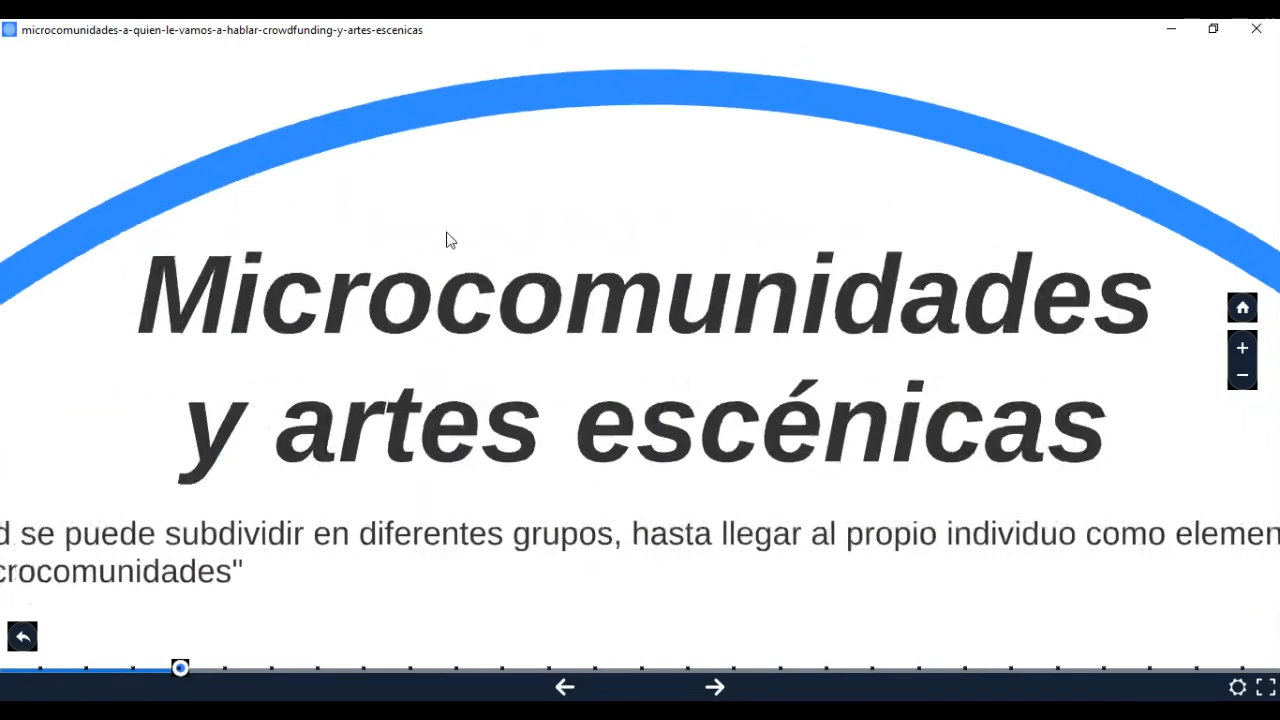 microcomunidades-a-quien-le-vamos-a-hablar-crowdfunding-y-artes-escenicas
Microcomunidades
y artes escénicas
d se puede subdividir en diferentes grupos, hasta llegar al propio individuo como elemen
crocomunidades"